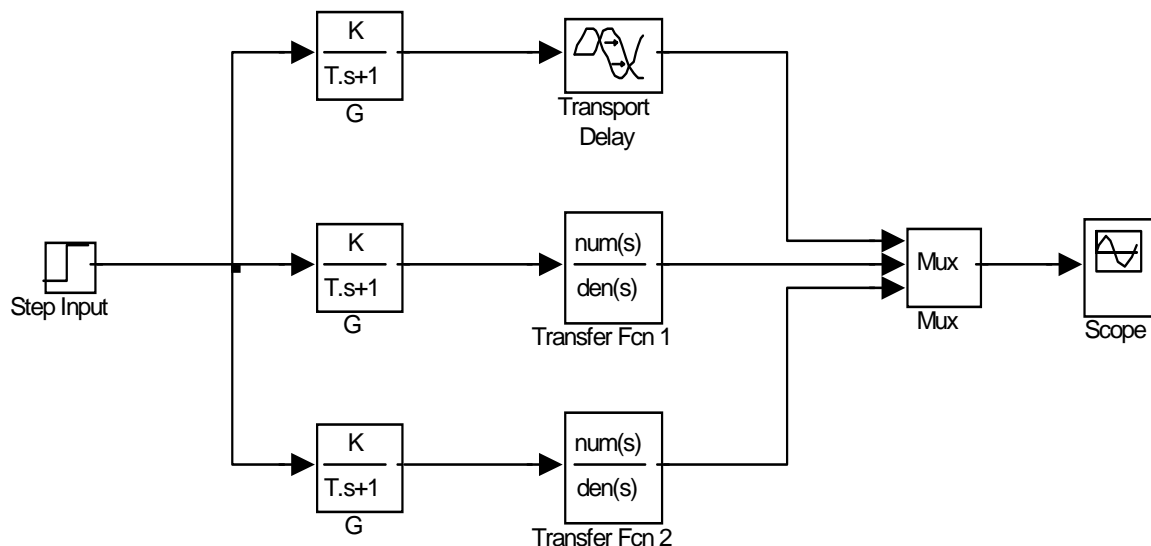 K
T.s+1
G
Transport
Delay
Step Input
K
T.s+1
G
num(s)
den(s)
Transfer Fcn 1
Mux
Mux
Scope
K
T.s+1
G
num(s)
den(s)
Transfer Fcn 2